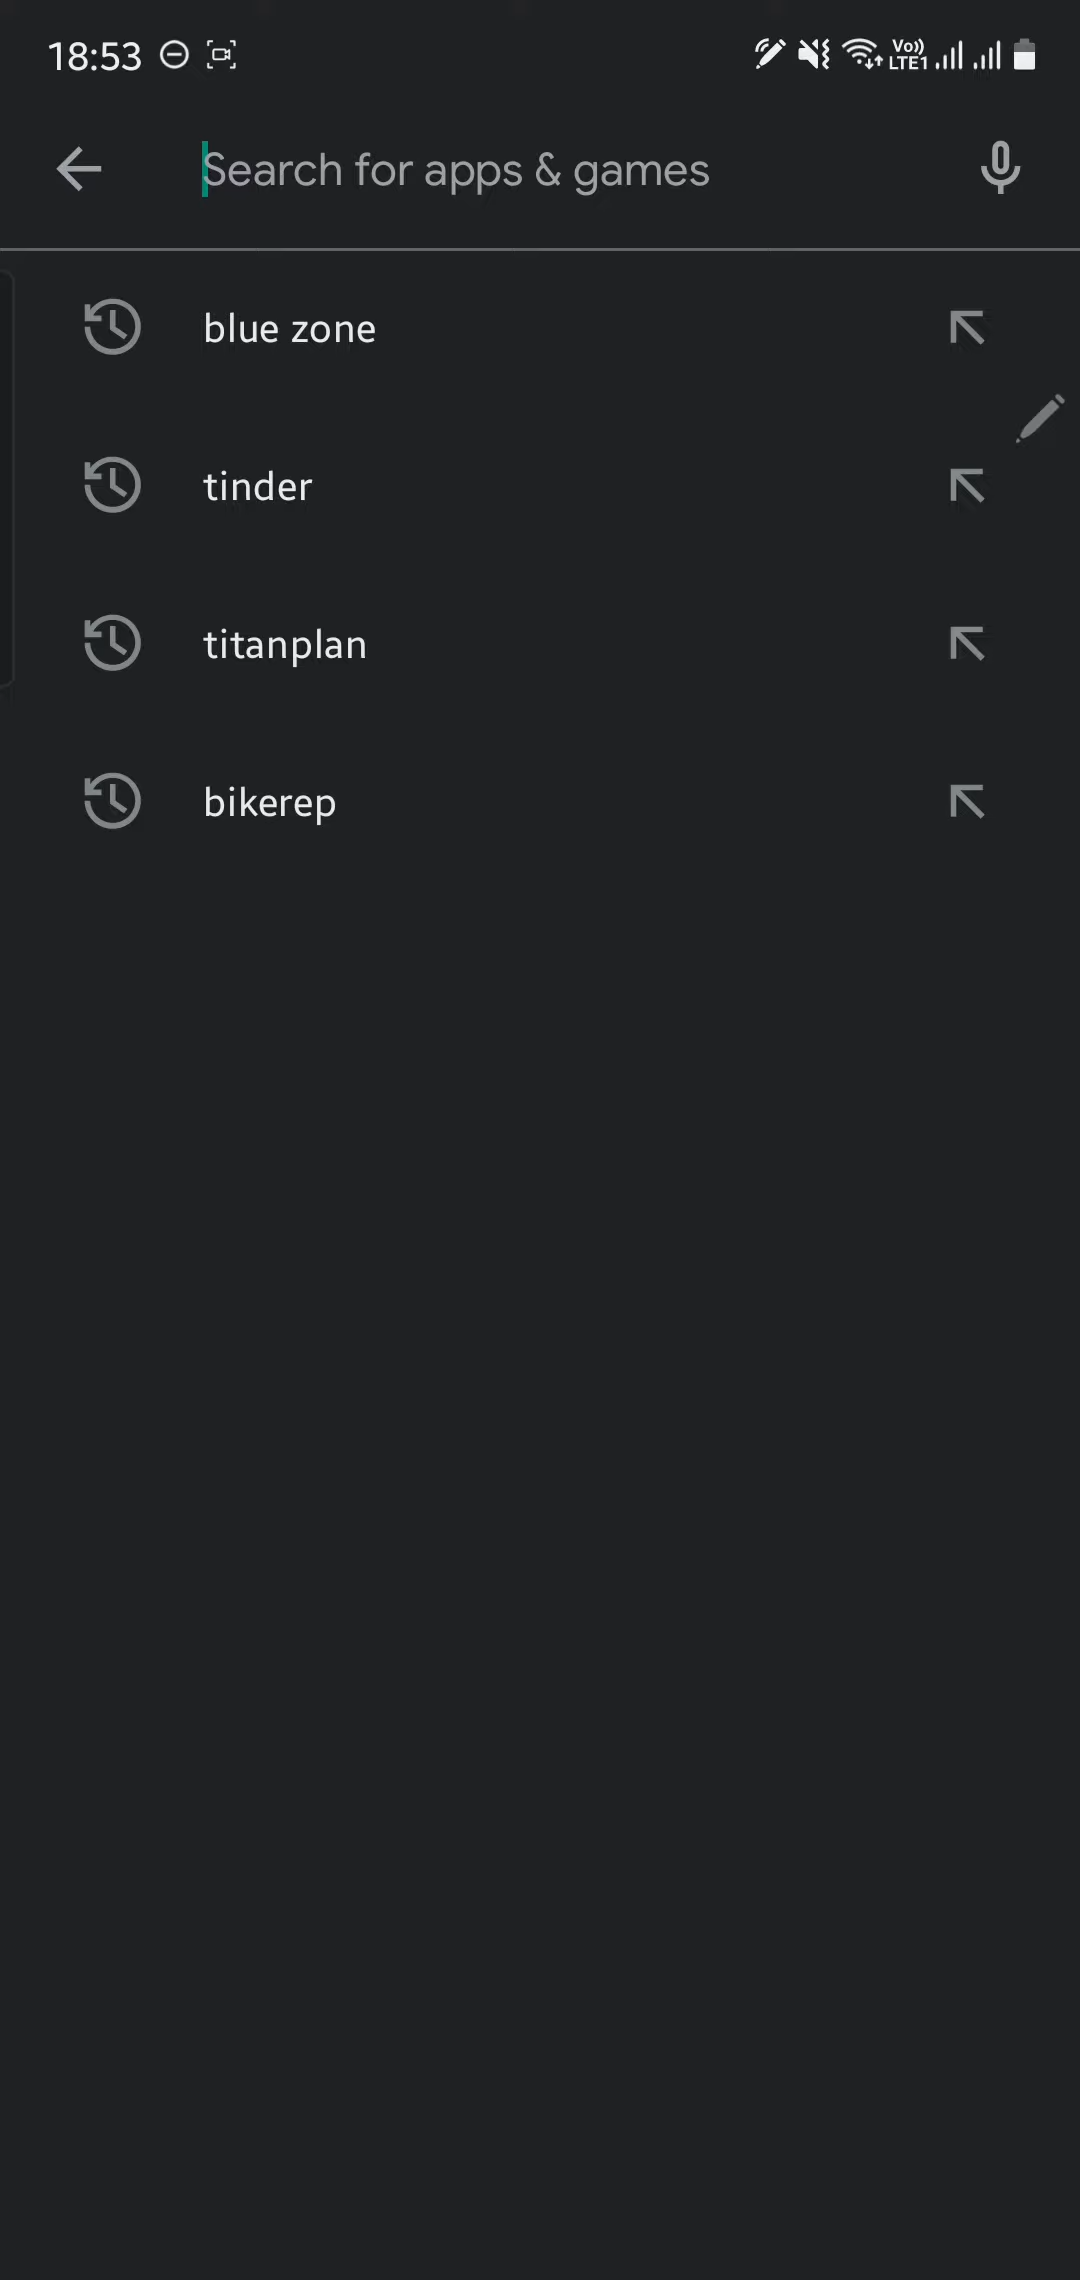 18:53
Vo))
LTE1
Search for apps & games
blue zone
tinder
titanplan
bikerep